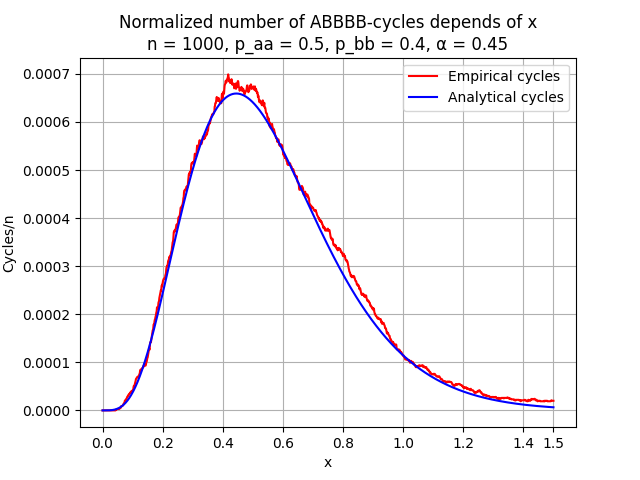 Normalized number of ABBBB-cycles depends of x
n = 1000, p_aa = 0.5, p_bb = 0.4, α = 0.45
Empirical cycles
Analytical cycles
Cycles/n
0.0007
0.0006
0.0005
0.0004
0.0003
0.0002
0.0001
0.0000
0.0 0.2 0.4 0.6 0.8 1.0 1.2 1.4 1.5
x